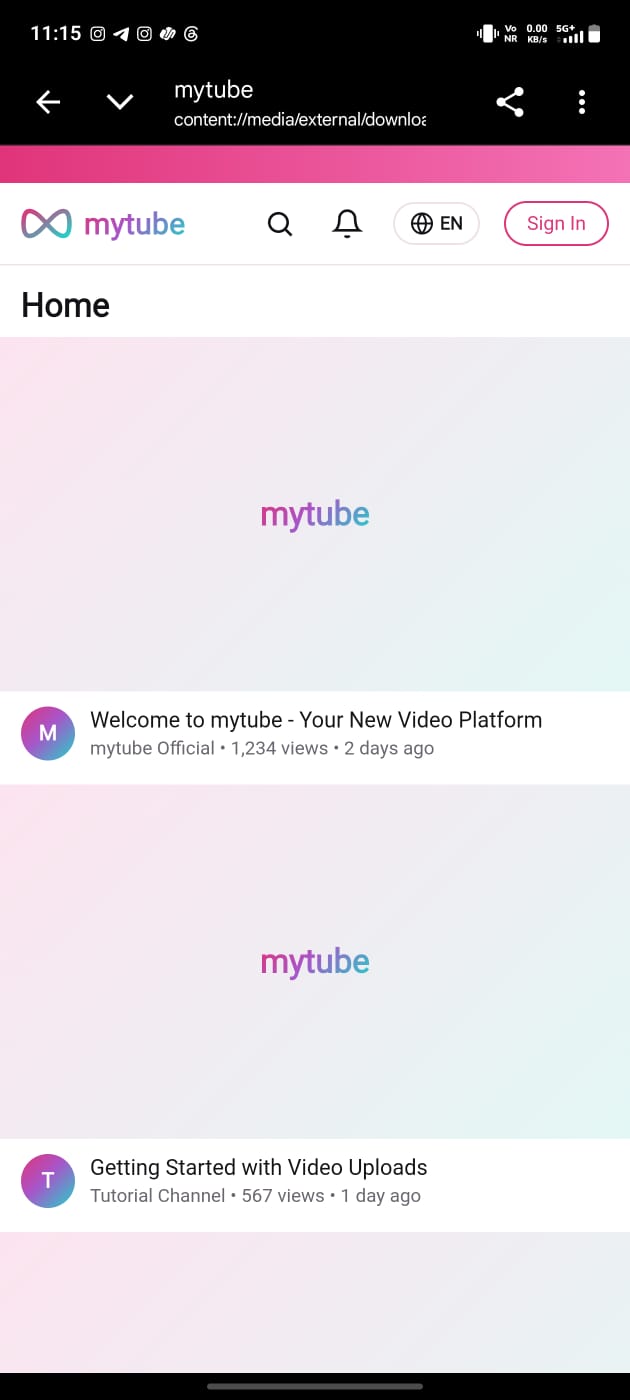 11:15
Vo NR 0.00 KB/s 5G+
mytube
content://media/external/downloa
mytube
EN
Sign In
Home
mytube
M
Welcome to mytube - Your New Video Platform
mytube Official • 1,234 views • 2 days ago
mytube
T
Getting Started with Video Uploads
Tutorial Channel • 567 views • 1 day ago